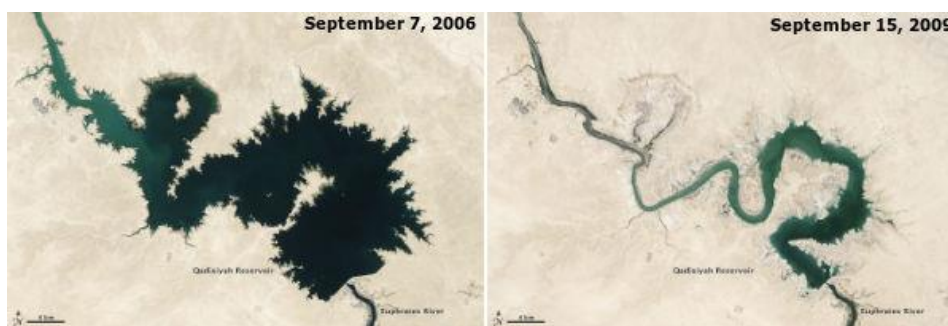 September 7, 2006
September 15, 2009
Qadisiyah Reservoir
Qadisiyah Reservoir
Euphrates River
Euphrates River
N
N